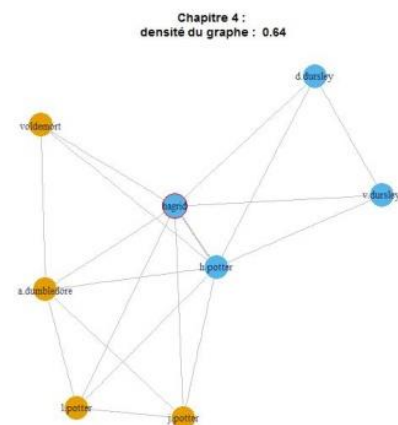 Chapitre 4 :
densité du graphe : 0.64
d.dursley
voldemort
v.dursley
hagrid
h.potter
a.dumbledore
l.potter
j.potter